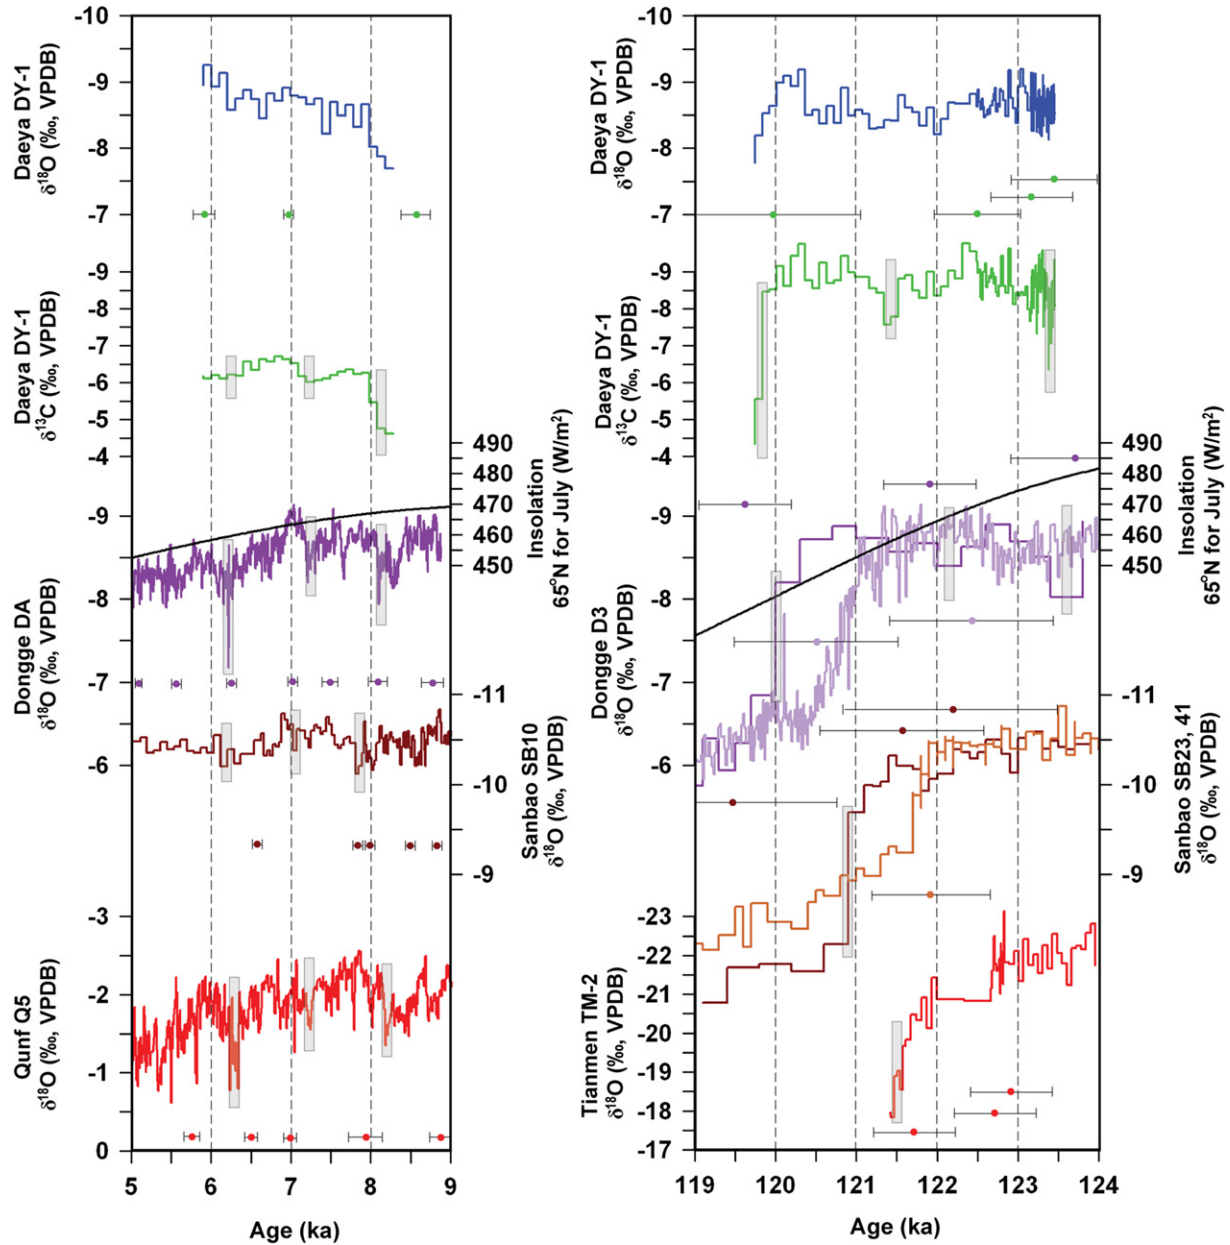 -10
-9
-8
-7
Daeya DY-1
δ18O (‰, VPDB)
-9
-8
-7
-6
-5
-4
Daeya DY-1
δ13C (‰, VPDB)
490
480
470
460
450
Insolation
65°N for July (W/m²)
-9
-8
-7
-6
Dongge DA
δ18O (‰, VPDB)
-11
-10
-9
Sanbao SB10
δ18O (‰, VPDB)
-3
-2
-1
0
Qunf Q5
δ18O (‰, VPDB)
5 6 7 8 9
Age (ka)
-10
-9
-8
-7
Daeya DY-1
δ18O (‰, VPDB)
-9
-8
-7
-6
-5
-4
Daeya DY-1
δ13C (‰, VPDB)
490
480
470
460
450
Insolation
65°N for July (W/m²)
-9
-8
-7
-6
Dongge D3
δ18O (‰, VPDB)
-11
-10
-9
Sanbao SB23, 41
δ18O (‰, VPDB)
-23
-22
-21
-20
-19
-18
-17
Tianmen TM-2
δ18O (‰, VPDB)
119 120 121 122 123 124
Age (ka)